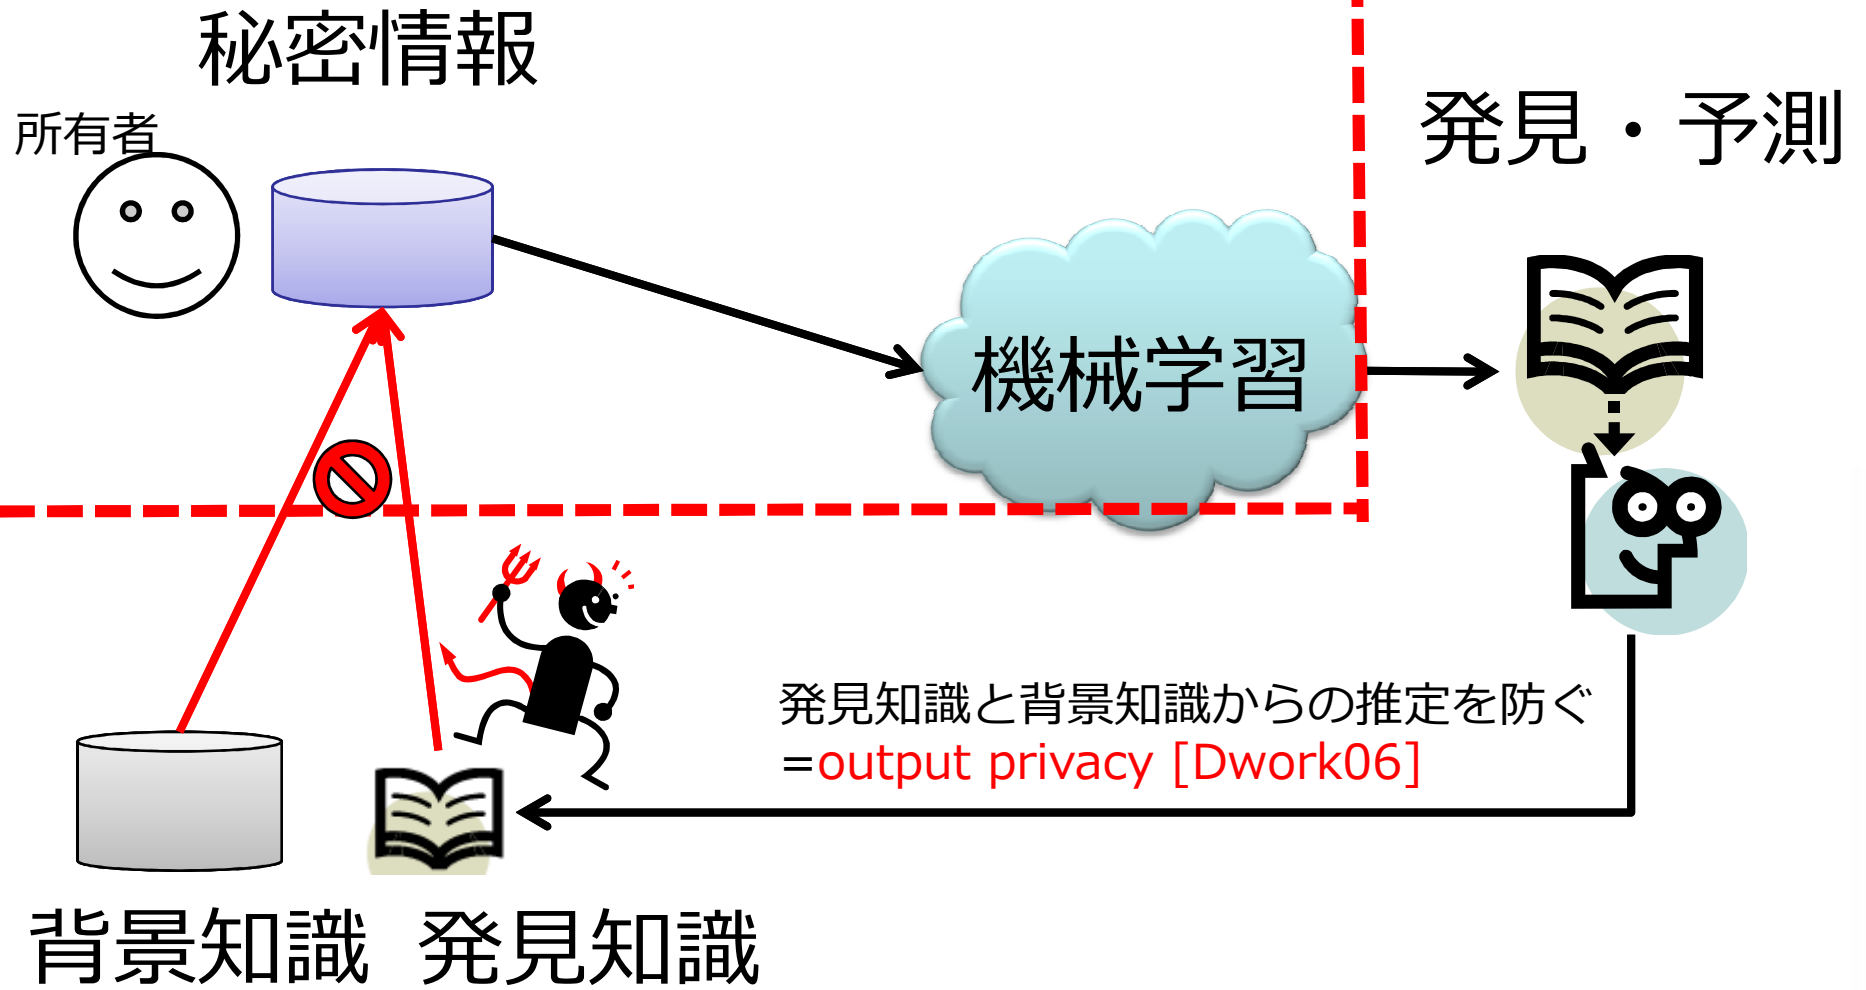 秘密情報
所有者
発見・予測
機械学習
発見知識と背景知識からの推定を防ぐ
=output privacy [Dwork06]
背景知識
発見知識